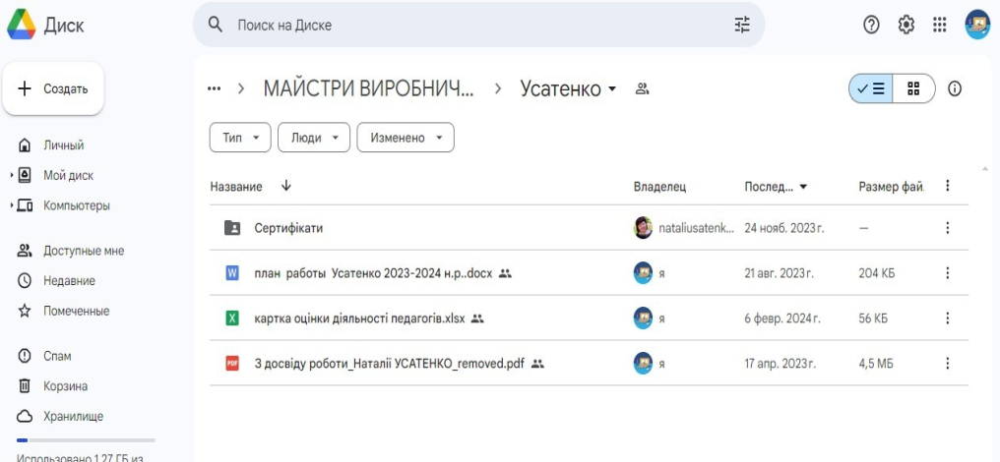 Диск
Поиск на Диске
Создать
МАЙСТРИ ВИРОБНИЧ... Усатенко
Тип Люди Изменено
Личный
Мой диск
Компьютеры
Доступные мне
Недавние
Помеченные
Спам
Корзина
Хранилище
Использовано 1,27 ГБ из
Название Владелец Послед... Размер фай.
Сертифікати nataliusatenk... 24 нояб. 2023 г. —
W план работы Усатенко 2023-2024 н.р..docx я 21 авг. 2023 г. 204 КБ
X картка оцінки діяльності педагогів.xlsx я 6 февр. 2024 г. 56 КБ
PDF З досвіду роботи_Наталії УСАТЕНКО_removed.pdf я 17 апр. 2023 г. 4,5 МБ